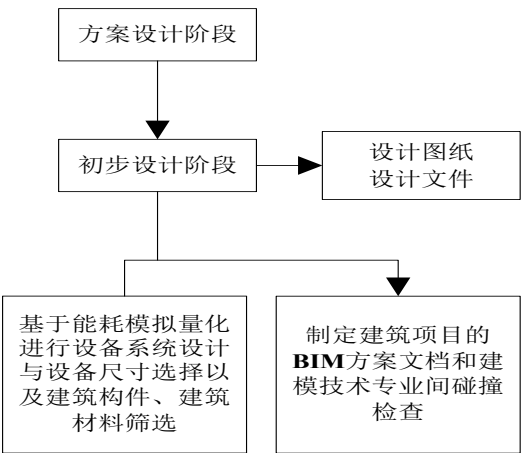 方案设计阶段
初步设计阶段
设计图纸
设计文件
基于能耗模拟量化
进行设备系统设计
与设备尺寸选择以
及建筑构件、建筑
材料筛选
制定建筑项目的
BIM方案文档和建
模技术专业间碰撞
检查